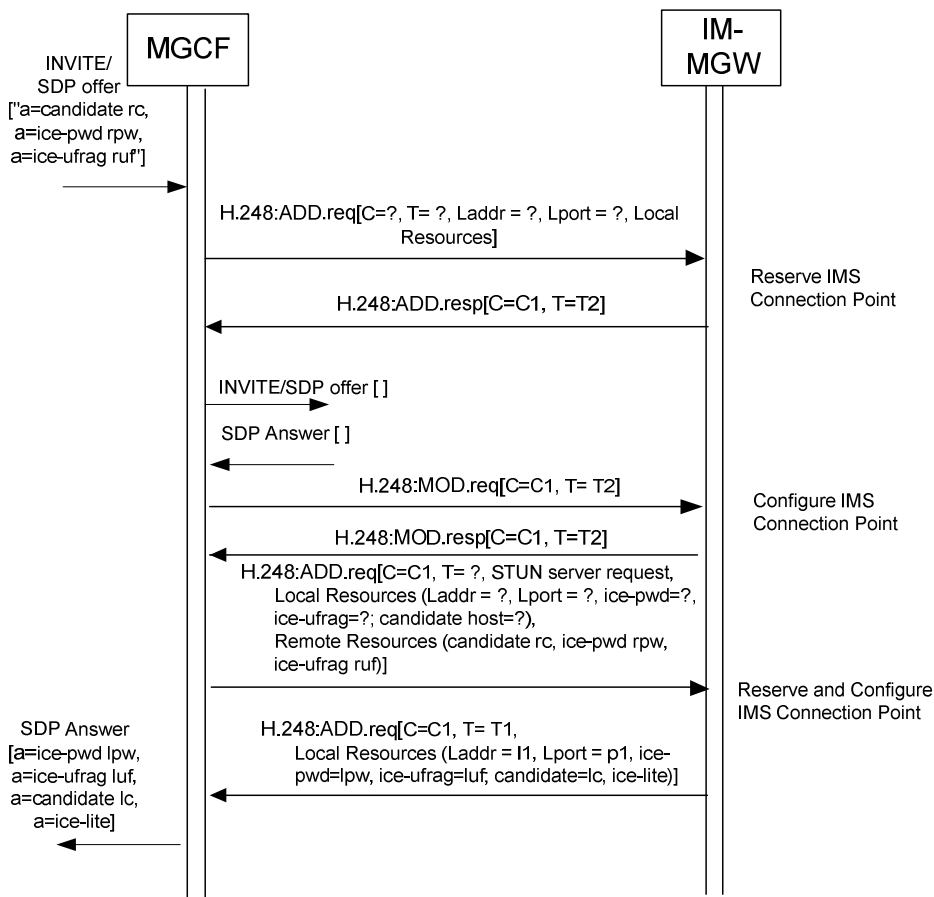 MGCF
IM-
MGW
INVITE/
SDP offer
["a=candidate rc,
a=ice-pwd rpw,
a=ice-ufrag ruf"]
H.248:ADD.req[C=?, T= ?, Laddr = ?, Lport = ?, Local
Resources]
Reserve IMS
Connection Point
H.248:ADD.resp[C=C1, T=T2]
INVITE/SDP offer [ ]
SDP Answer [ ]
H.248:MOD.req[C=C1, T= T2]
Configure IMS
Connection Point
H.248:MOD.resp[C=C1, T=T2]
H.248:ADD.req[C=C1, T= ?, STUN server request,
Local Resources (Laddr = ?, Lport = ?, ice-pwd=?,
ice-ufrag=?; candidate host=?),
Remote Resources (candidate rc, ice-pwd rpw,
ice-ufrag ruf)]
Reserve and Configure
IMS Connection Point
H.248:ADD.req[C=C1, T= T1,
Local Resources (Laddr = l1, Lport = p1, ice-
pwd=lpw, ice-ufrag=luf; candidate=lc, ice-lite)]
SDP Answer
[a=ice-pwd lpw,
a=ice-ufrag luf,
a=candidate lc,
a=ice-lite]